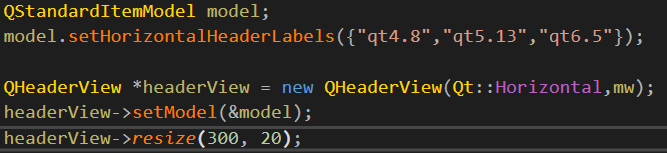 QStandardItemModel model;
model.setHorizontalHeaderLabels({"qt4.8","qt5.13","qt6.5"});
QHeaderView *headerView = new QHeaderView(Qt::Horizontal,mw);
headerView->setModel(&model);
headerView->resize(300, 20);